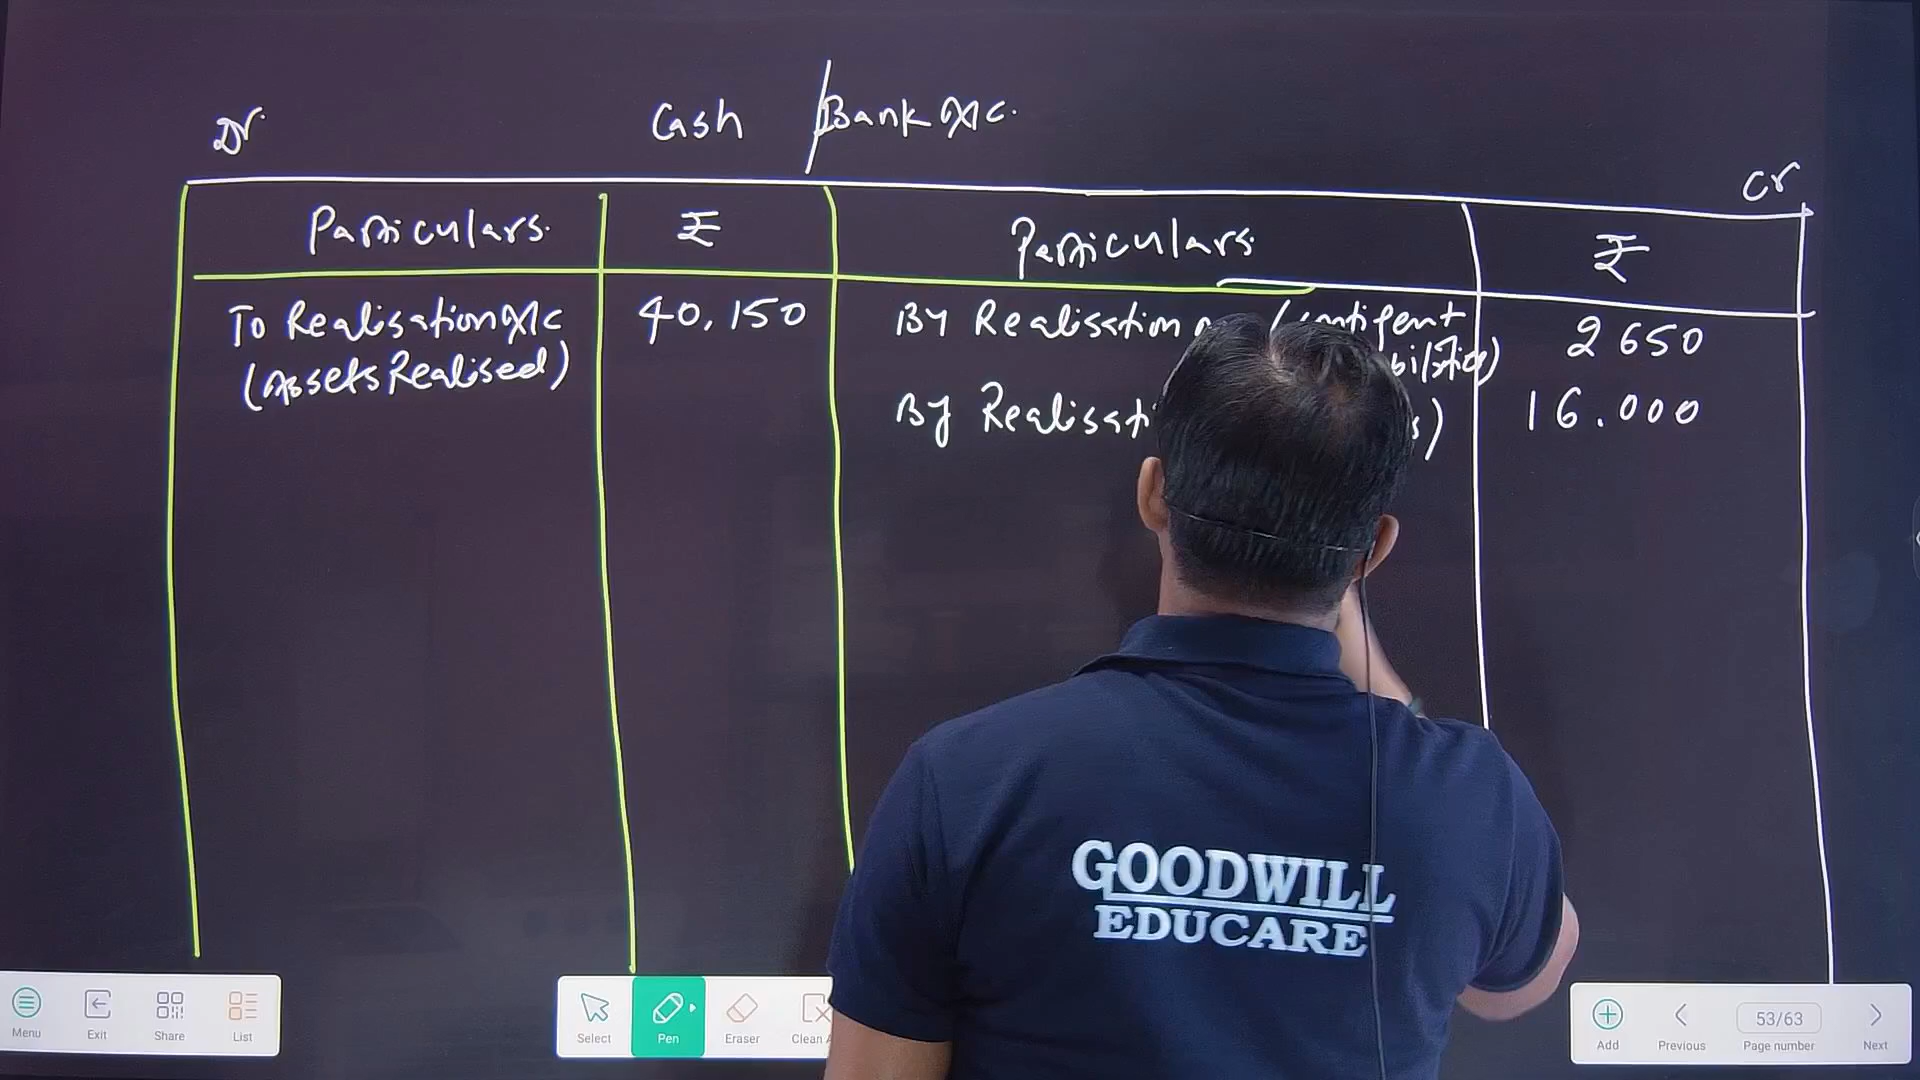 Dr.
Cash / Bank A/c.
Cr
Particulars.
₹
Particulars.
₹
To Realisation A/c
40,150
By Realisation
2650
(Assets Realised)
By
16.000
GOODWILL
EDUCARE
Menu
Exit
Share
List
Select
Pen
Eraser
Clean
Add
Previous
53/63
Page number
Next